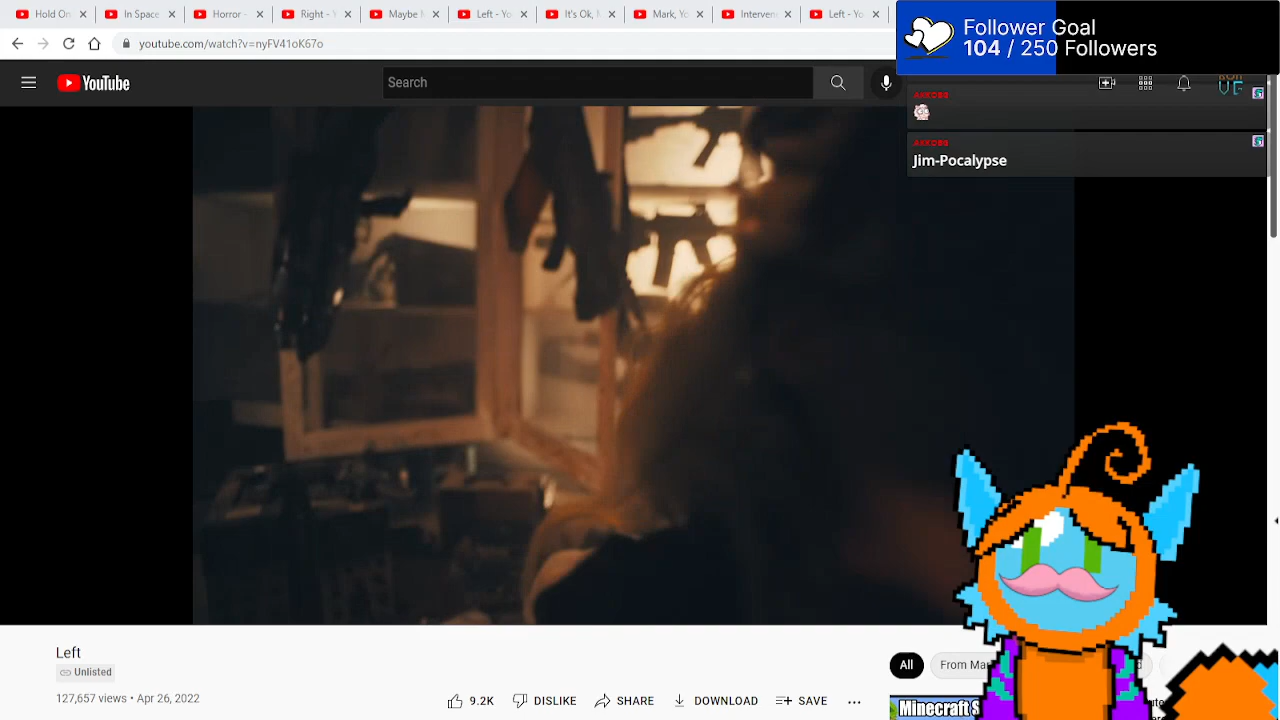 Hold On
In Space
Horror -
Right - Y
Maybe M
Left - Yo
It's Ok, M
Mark, Yo
Interven
Left - Yo
youtube.com/watch?v=nyFV41oK67o
YouTube
Search
Follower Goal
104 / 250 Followers
Jim-Pocalypse
Left
Unlisted
127,657 views • Apr 26, 2022
9.2K
DISLIKE
SHARE
DOWNLOAD
SAVE
All
From Mar
Minecraft S